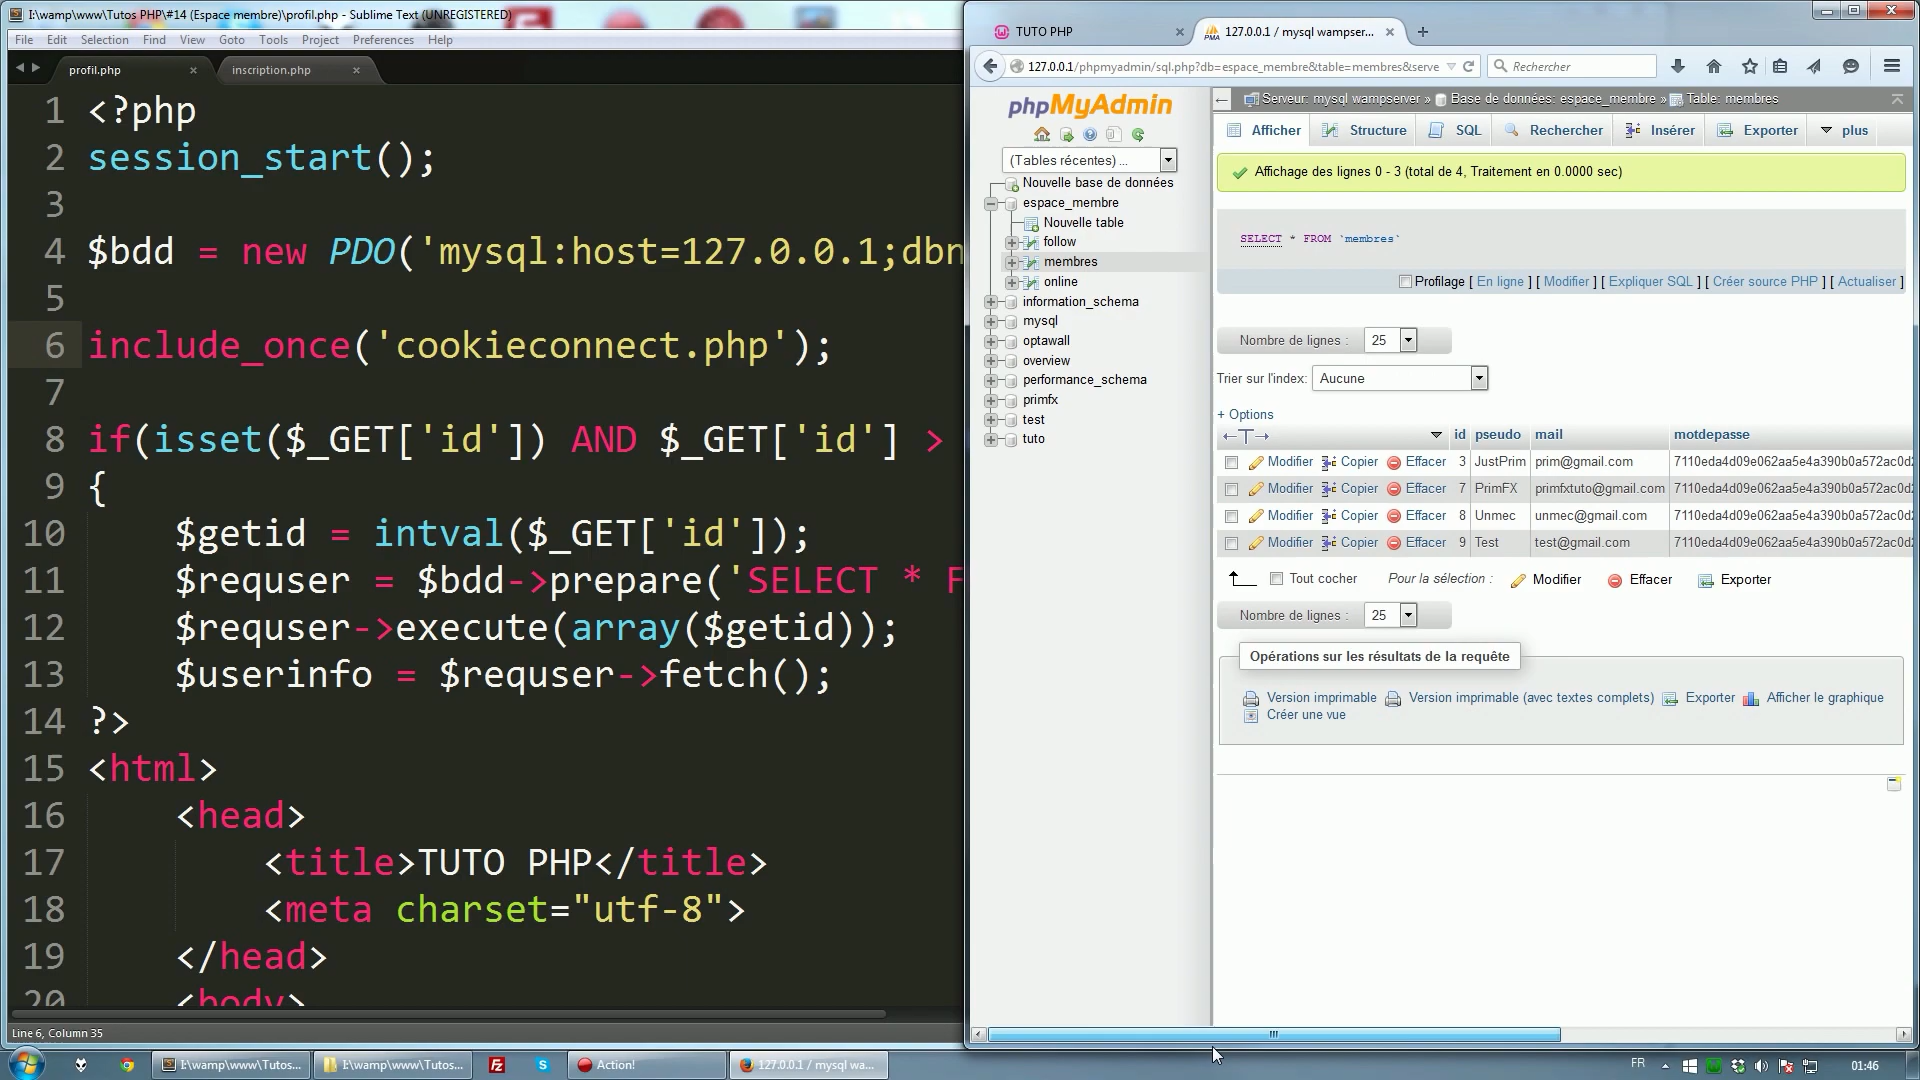 I:\wamp\www\Tutos PHP\#14 (Espace membre)\profil.php - Sublime Text (UNREGISTERED)
File Edit Selection Find View Goto Tools Project Preferences Help
profil.php inscription.php
1 <?php
2 session_start();
3
4 $bdd = new PDO('mysql:host=127.0.0.1;dbn
5
6 include_once('cookieconnect.php');
7
8 if(isset($_GET['id']) AND $_GET['id'] >
9 {
10 $getid = intval($_GET['id']);
11 $requser = $bdd->prepare('SELECT * F
12 $requser->execute(array($getid));
13 $userinfo = $requser->fetch();
14 ?>
15 <html>
16 <head>
17 <title>TUTO PHP</title>
18 <meta charset="utf-8">
19 </head>
20 <body>
Line 6, Column 35
TUTO PHP
127.0.0.1 / mysql wampser...
127.0.0.1/phpmyadmin/sql.php?db=espace_membre&table=membres&serve
Rechercher
phpMyAdmin
(Tables récentes) ...
Nouvelle base de données
espace_membre
Nouvelle table
follow
membres
online
information_schema
mysql
optawall
overview
performance_schema
primfx
test
tuto
Serveur: mysql wampserver » Base de données: espace_membre » Table: membres
Afficher Structure SQL Rechercher Insérer Exporter plus
Affichage des lignes 0 - 3 (total de 4, Traitement en 0.0000 sec)
SELECT * FROM `membres`
Profilage [ En ligne ] [ Modifier ] [ Expliquer SQL ] [ Créer source PHP ] [ Actualiser ]
Nombre de lignes : 25
Trier sur l'index: Aucune
+ Options
←T→ id pseudo mail motdepasse
Modifier Copier Effacer 3 JustPrim prim@gmail.com 7110eda4d09e062aa5e4a390b0a572ac0d2
Modifier Copier Effacer 7 PrimFX primfxtuto@gmail.com 7110eda4d09e062aa5e4a390b0a572ac0d2
Modifier Copier Effacer 8 Unmec unmec@gmail.com 7110eda4d09e062aa5e4a390b0a572ac0d2
Modifier Copier Effacer 9 Test test@gmail.com 7110eda4d09e062aa5e4a390b0a572ac0d2
Tout cocher Pour la sélection : Modifier Effacer Exporter
Nombre de lignes : 25
Opérations sur les résultats de la requête
Version imprimable Version imprimable (avec textes complets) Exporter Afficher le graphique
Créer une vue
I:\wamp\www\Tutos... I:\wamp\www\Tutos... Action! 127.0.0.1 / mysql wa... FR 01:46